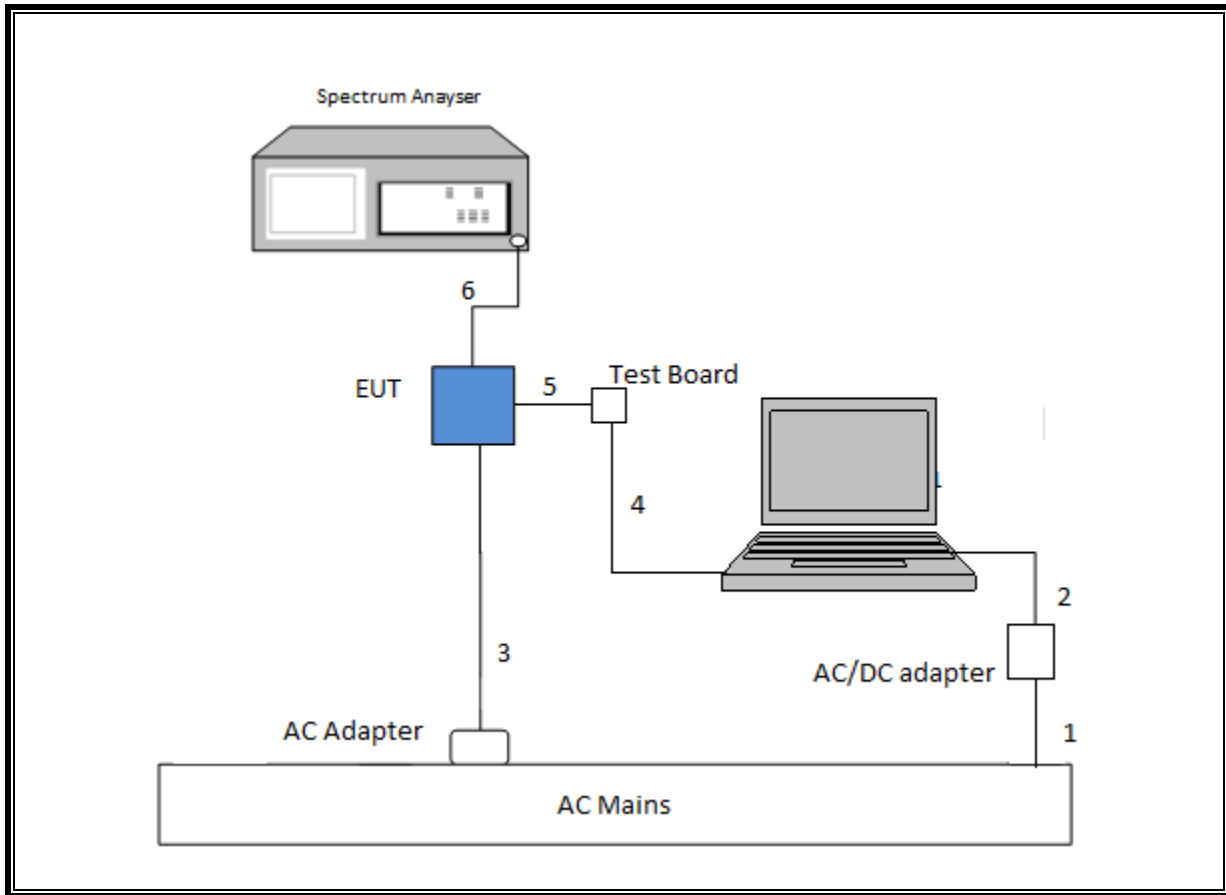 Spectrum Anayser
6
EUT
5
Test Board
4
2
3
AC/DC adapter
AC Adapter
1
AC Mains